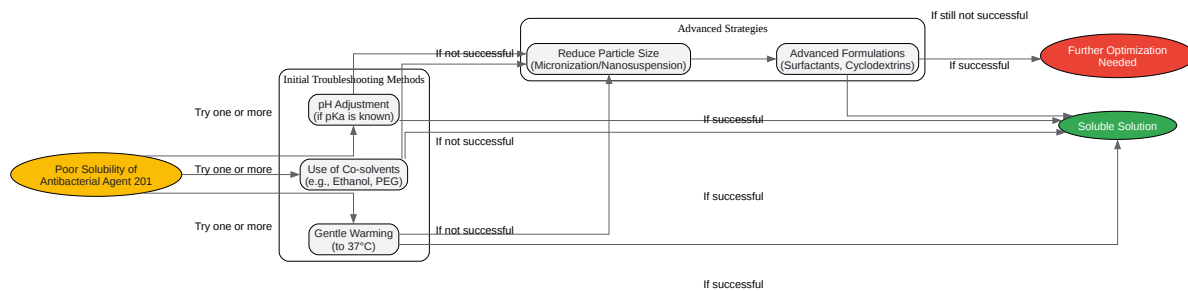 If still not successful
Advanced Strategies
If not successful
Reduce Particle Size
(Micronization/Nanosuspension)
Advanced Formulations
(Surfactants, Cyclodextrins)
If successful
Further Optimization
Needed
Initial Troubleshooting Methods
Try one or more
pH Adjustment
(if pKa is known)
If successful
Soluble Solution
If not successful
Poor Solubility of
Antibacterial Agent 201
Try one or more
Use of Co-solvents
(e.g., Ethanol, PEG)
If successful
Try one or more
Gentle Warming
(to 37°C)
If not successful
If successful